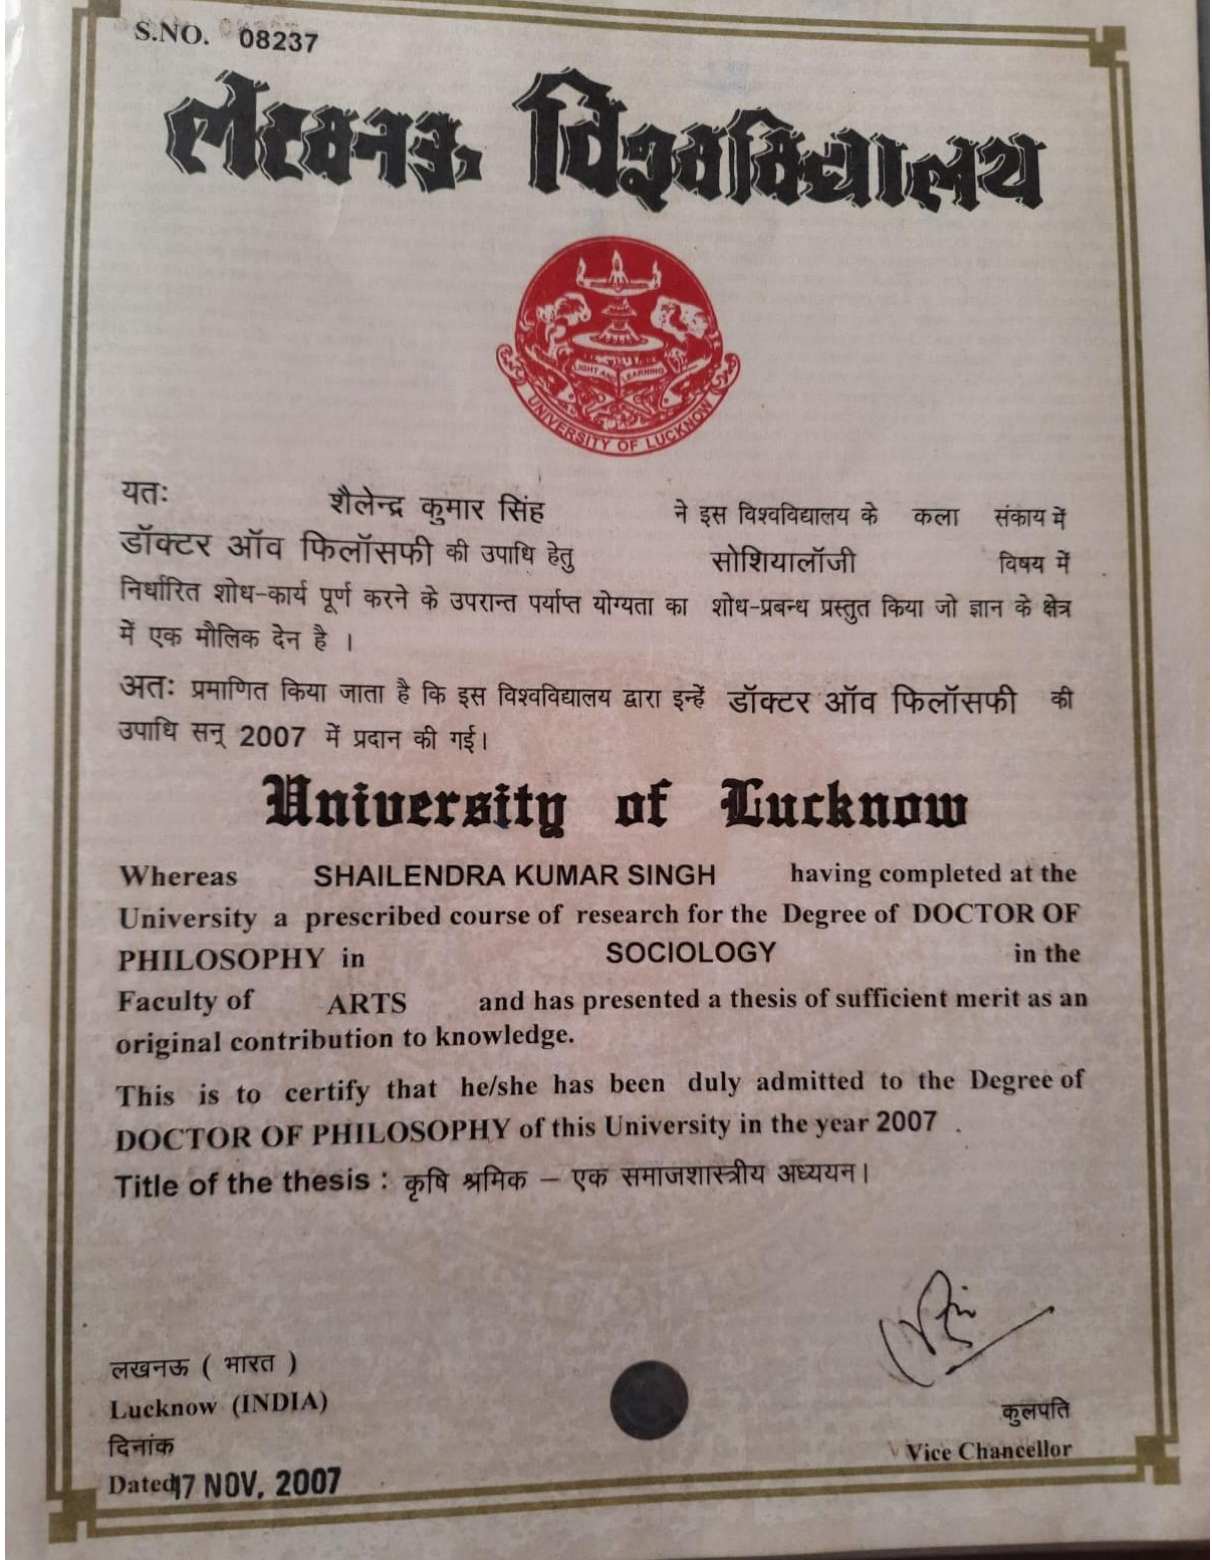 S.NO. 08237
लखनऊ विश्वविद्यालय
LIGHT AND LEARNING
UNIVERSITY OF LUCKNOW
यतः शैलेन्द्र कुमार सिंह ने इस विश्वविद्यालय के कला संकाय में
डॉक्टर ऑव फिलॉसफी की उपाधि हेतु सोशियालॉजी विषय में
निर्धारित शोध-कार्य पूर्ण करने के उपरान्त पर्याप्त योग्यता का शोध-प्रबन्ध प्रस्तुत किया जो ज्ञान के क्षेत्र
में एक मौलिक देन है ।
अतः प्रमाणित किया जाता है कि इस विश्वविद्यालय द्वारा इन्हें डॉक्टर ऑव फिलॉसफी की
उपाधि सन् 2007 में प्रदान की गई।
University of Lucknow
Whereas SHAILENDRA KUMAR SINGH having completed at the
University a prescribed course of research for the Degree of DOCTOR OF
PHILOSOPHY in SOCIOLOGY in the
Faculty of ARTS and has presented a thesis of sufficient merit as an
original contribution to knowledge.
This is to certify that he/she has been duly admitted to the Degree of
DOCTOR OF PHILOSOPHY of this University in the year 2007 .
Title of the thesis : कृषि श्रमिक – एक समाजशास्त्रीय अध्ययन।
लखनऊ ( भारत )
Lucknow (INDIA)
दिनांक
Dated 17 NOV. 2007
कुलपति
Vice Chancellor